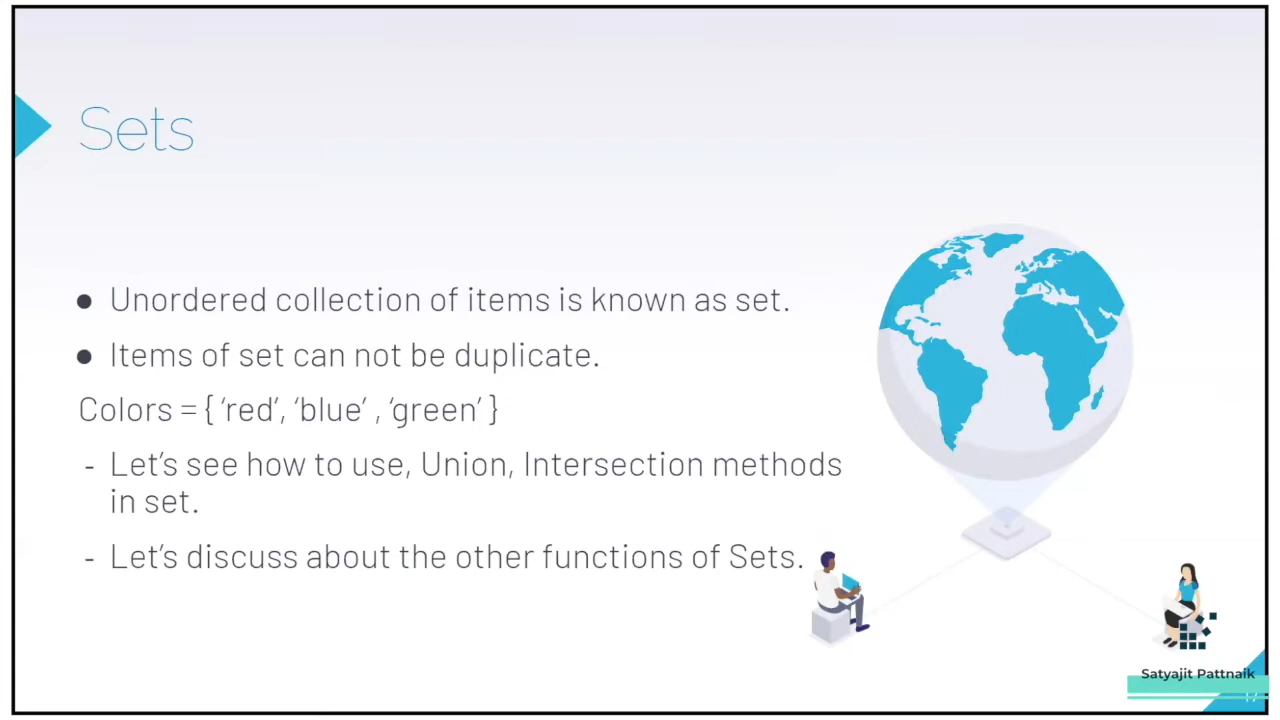 Sets
● Unordered collection of items is known as set.
● Items of set can not be duplicate.
Colors = { ‘red’, ‘blue’ , ‘green’ }
- Let’s see how to use, Union, Intersection methods
in set.
- Let’s discuss about the other functions of Sets.
Satyajit Pattnaik